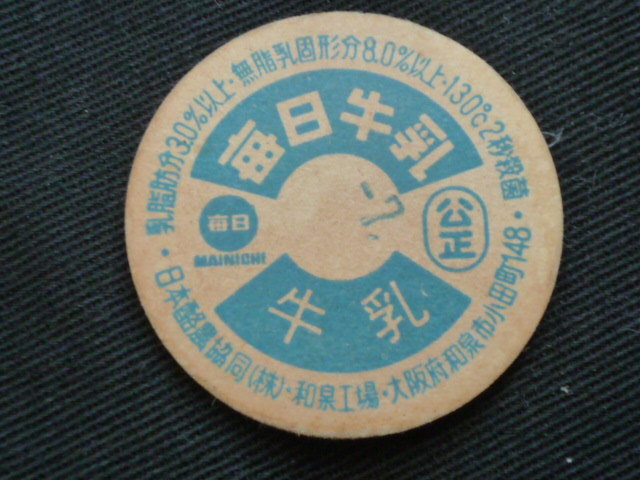 ・乳脂肪分3.0%以上・無脂乳固形分8.0%以上・130℃2秒殺菌・
毎日牛乳
毎日
MAINICHI
公正
牛乳
日本酪農協同(株)・和泉工場・大阪府和泉市小田町148・